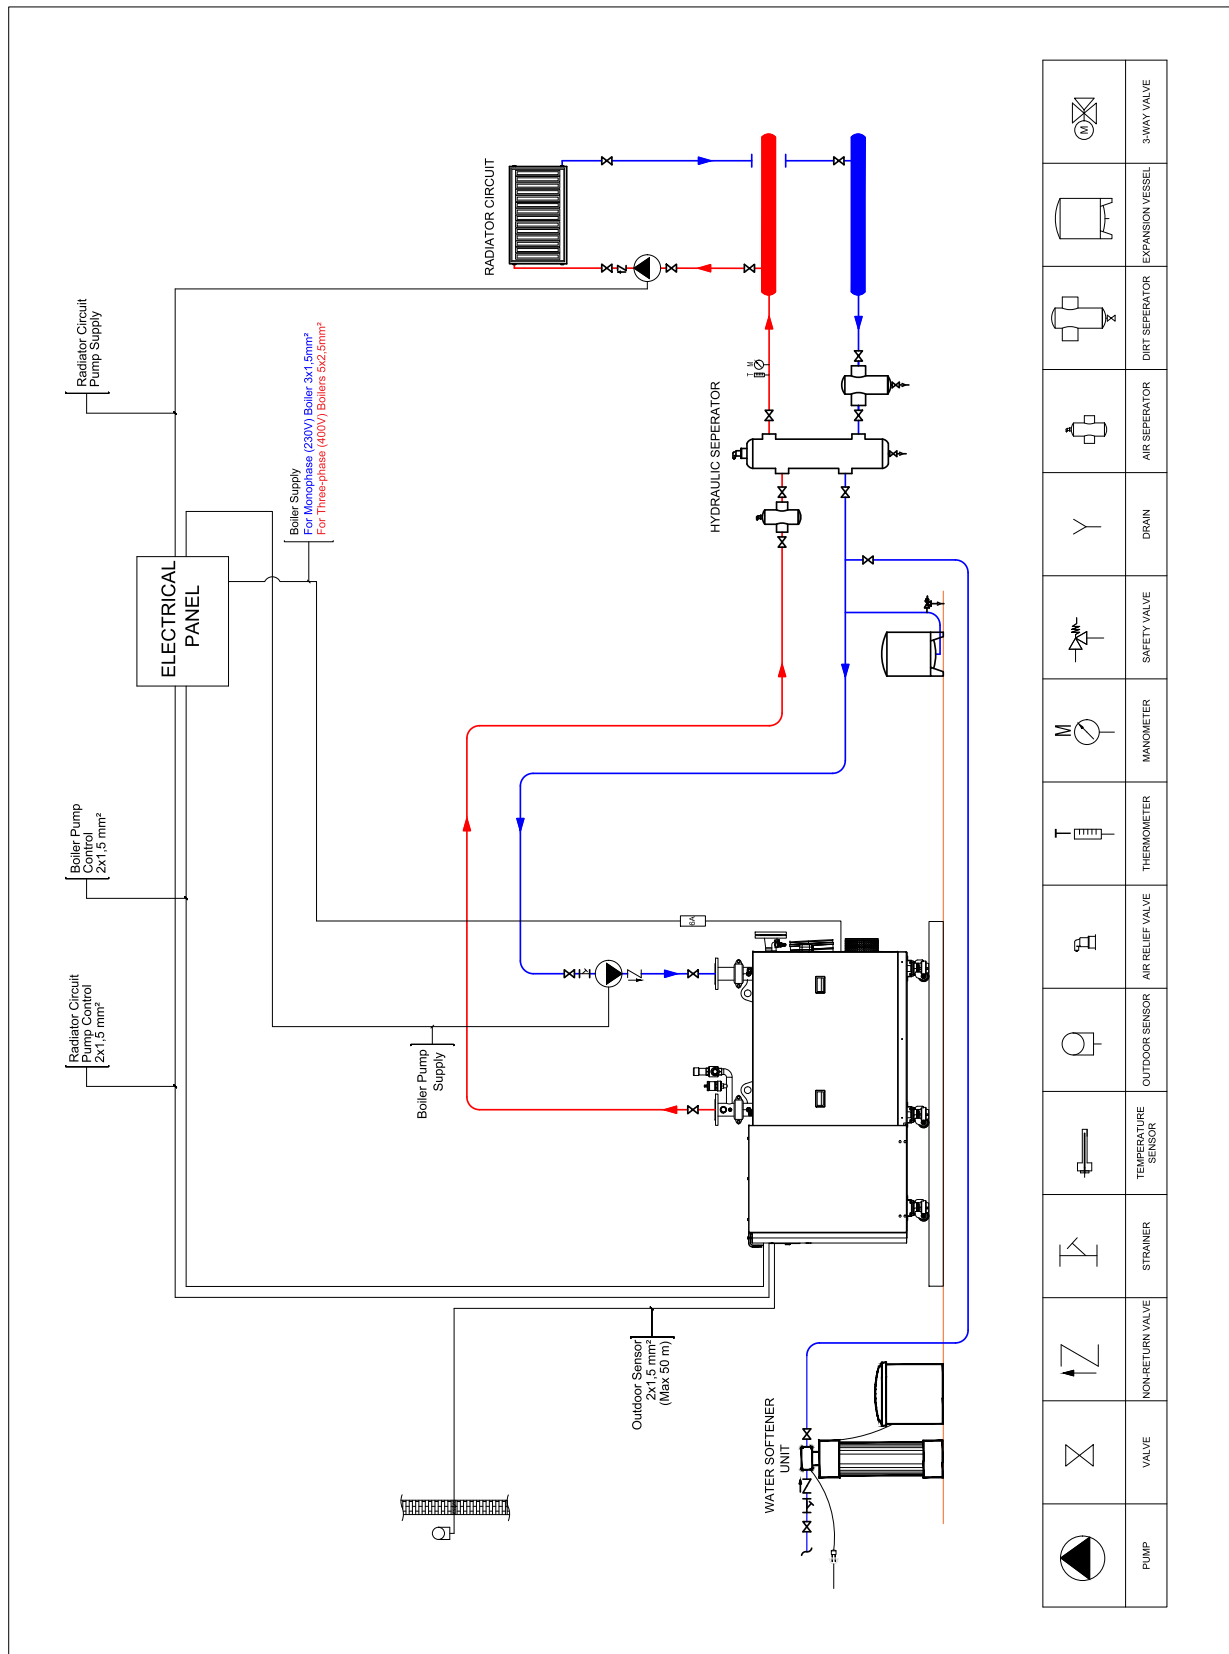 Radiator Circuit
Pump Control
2x1,5 mm²
Boiler Pump
Control
2x1,5 mm²
Radiator Circuit
Pump Supply
ELECTRICAL
PANEL
Boiler Supply
For Monophase (230V) Boiler 3x1,5mm²
For Three-phase (400V) Boilers 5x2,5mm²
Boiler Pump
Supply
RADIATOR CIRCUIT
Outdoor Sensor
2x1,5 mm²
(Max 50 m)
6A
HYDRAULIC SEPERATOR
T
M
WATER SOFTENER
UNIT
T
M
M
PUMP
VALVE
NON-RETURN VALVE
STRAINER
TEMPERATURE
SENSOR
OUTDOOR SENSOR
AIR RELIEF VALVE
THERMOMETER
MANOMETER
SAFETY VALVE
DRAIN
AIR SEPERATOR
DIRT SEPERATOR
EXPANSION VESSEL
3-WAY VALVE